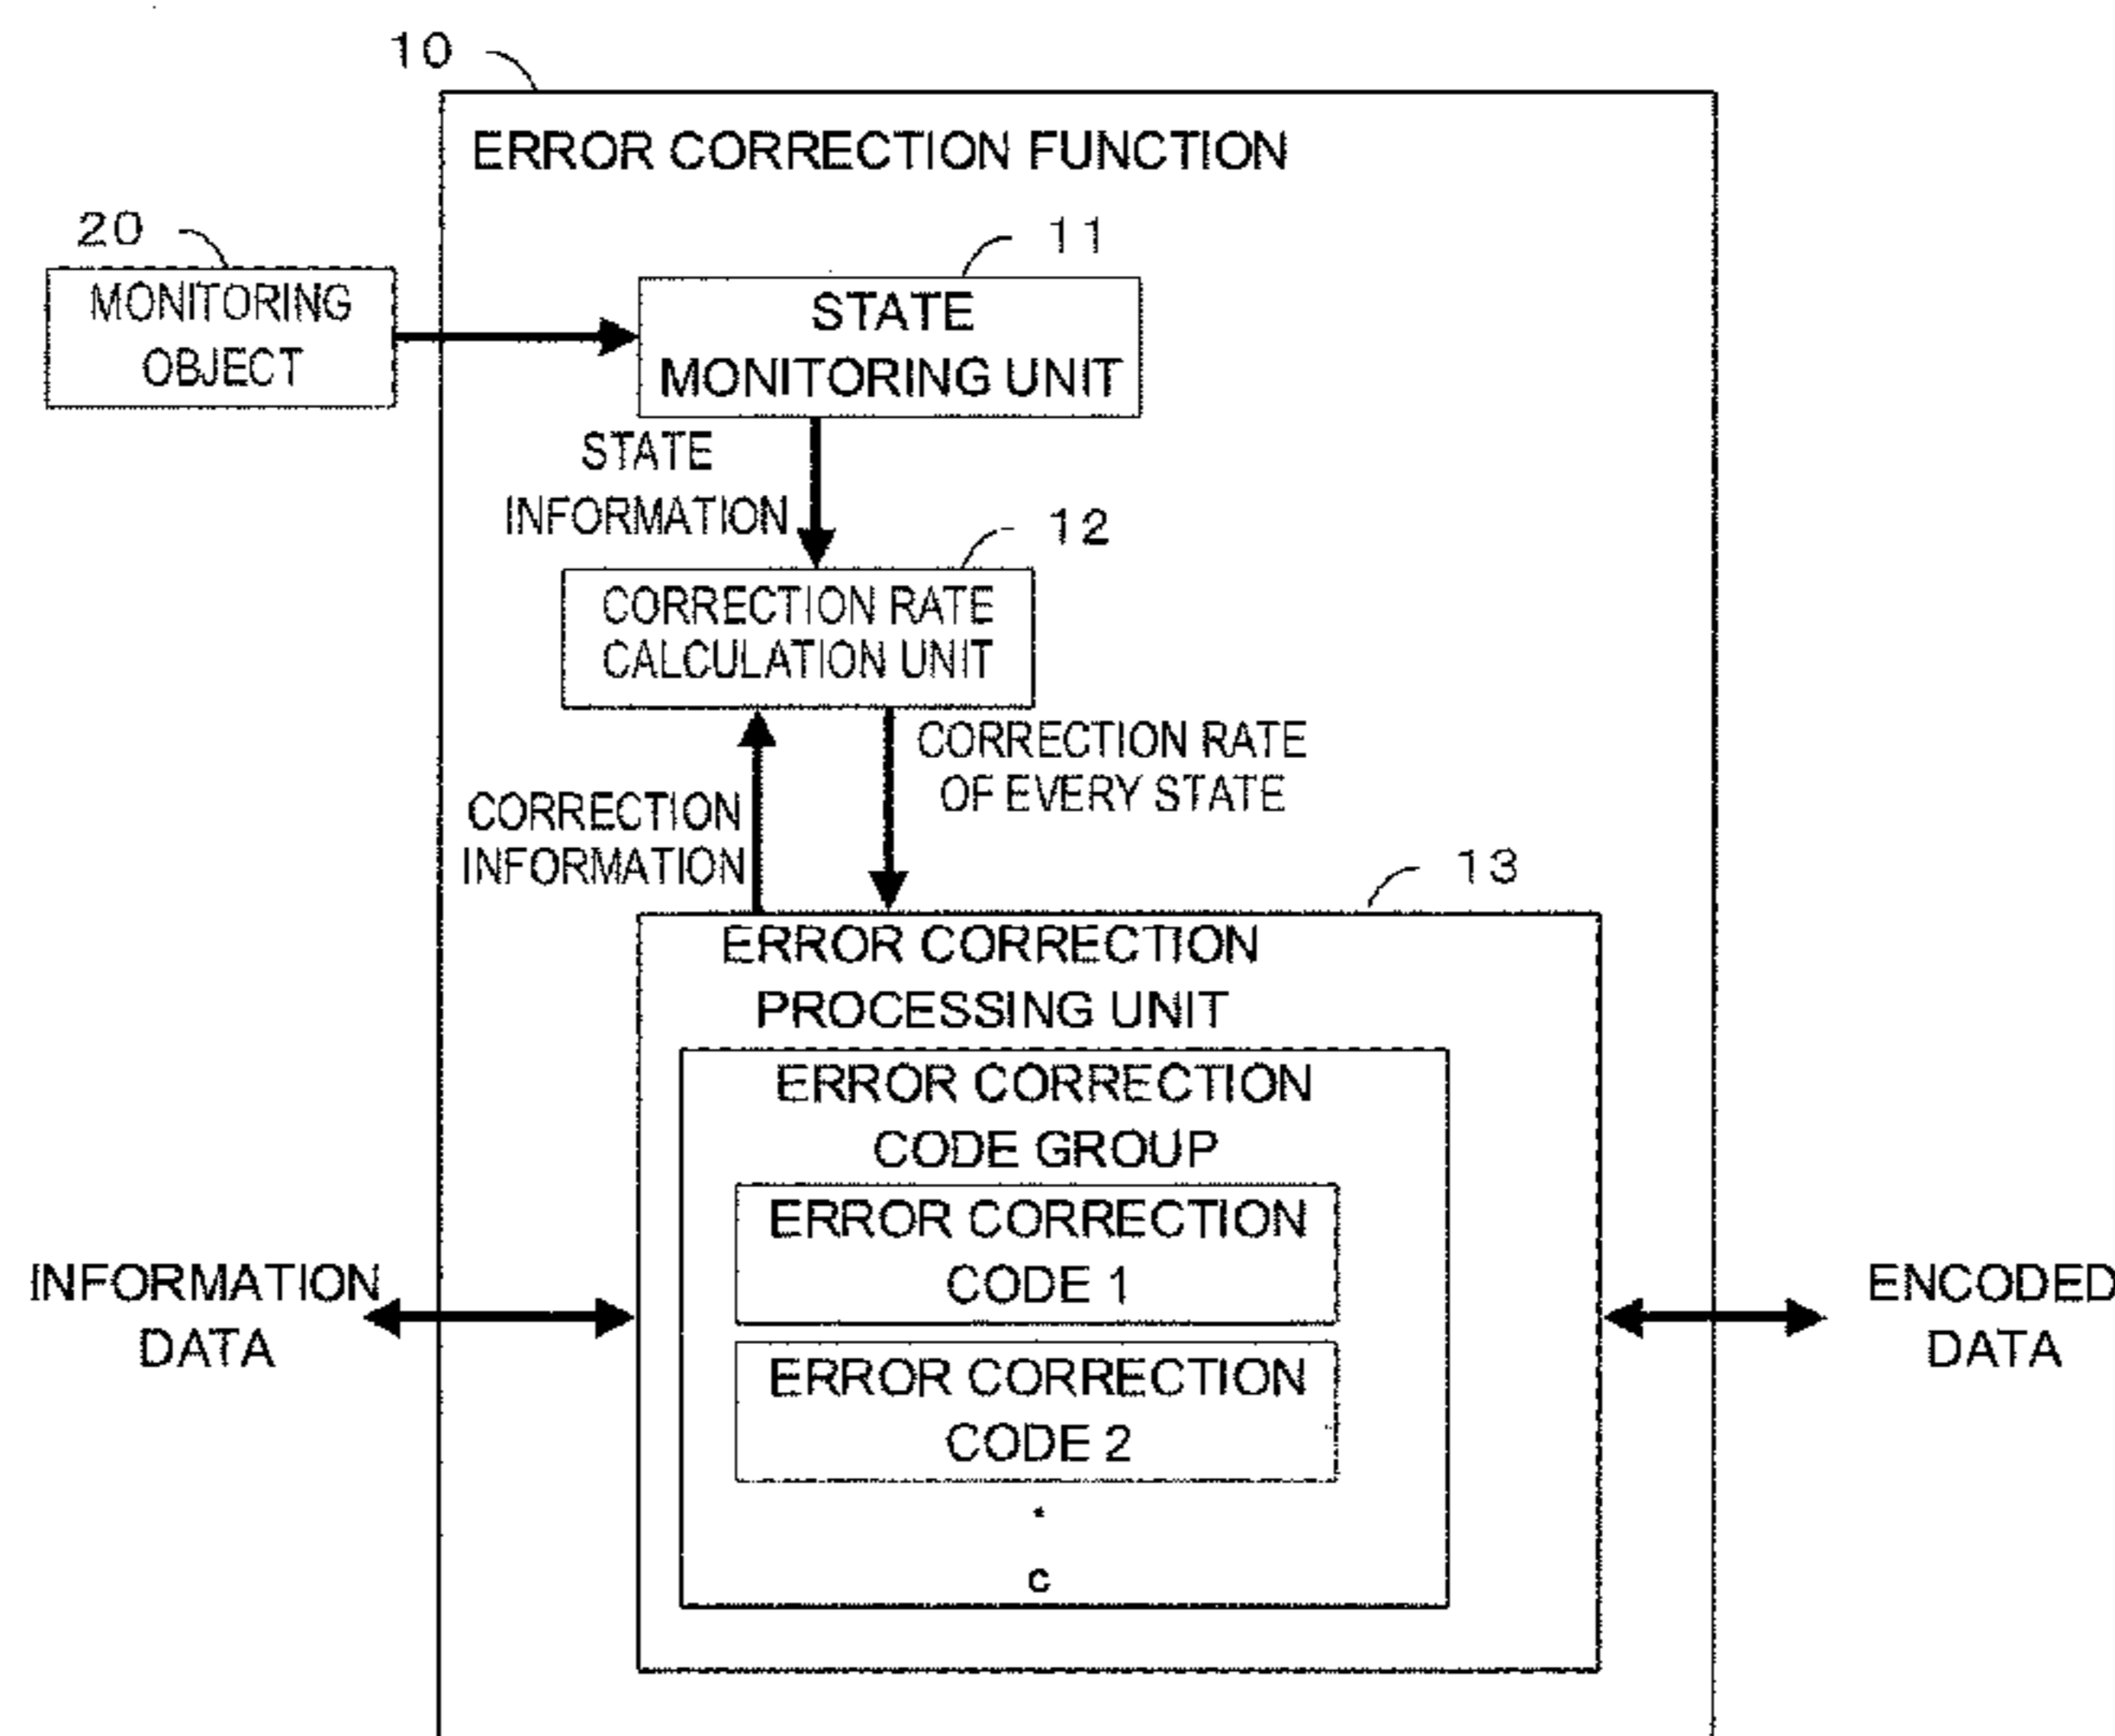 10
ERROR CORRECTION FUNCTION
20
MONITORING
OBJECT
11
STATE
MONITORING UNIT
STATE
INFORMATION
12
CORRECTION RATE
CALCULATION UNIT
CORRECTION RATE
OF EVERY STATE
CORRECTION
INFORMATION
13
ERROR CORRECTION
PROCESSING UNIT
ERROR CORRECTION
CODE GROUP
ERROR CORRECTION
CODE 1
ERROR CORRECTION
CODE 2
c
INFORMATION
DATA
ENCODED
DATA